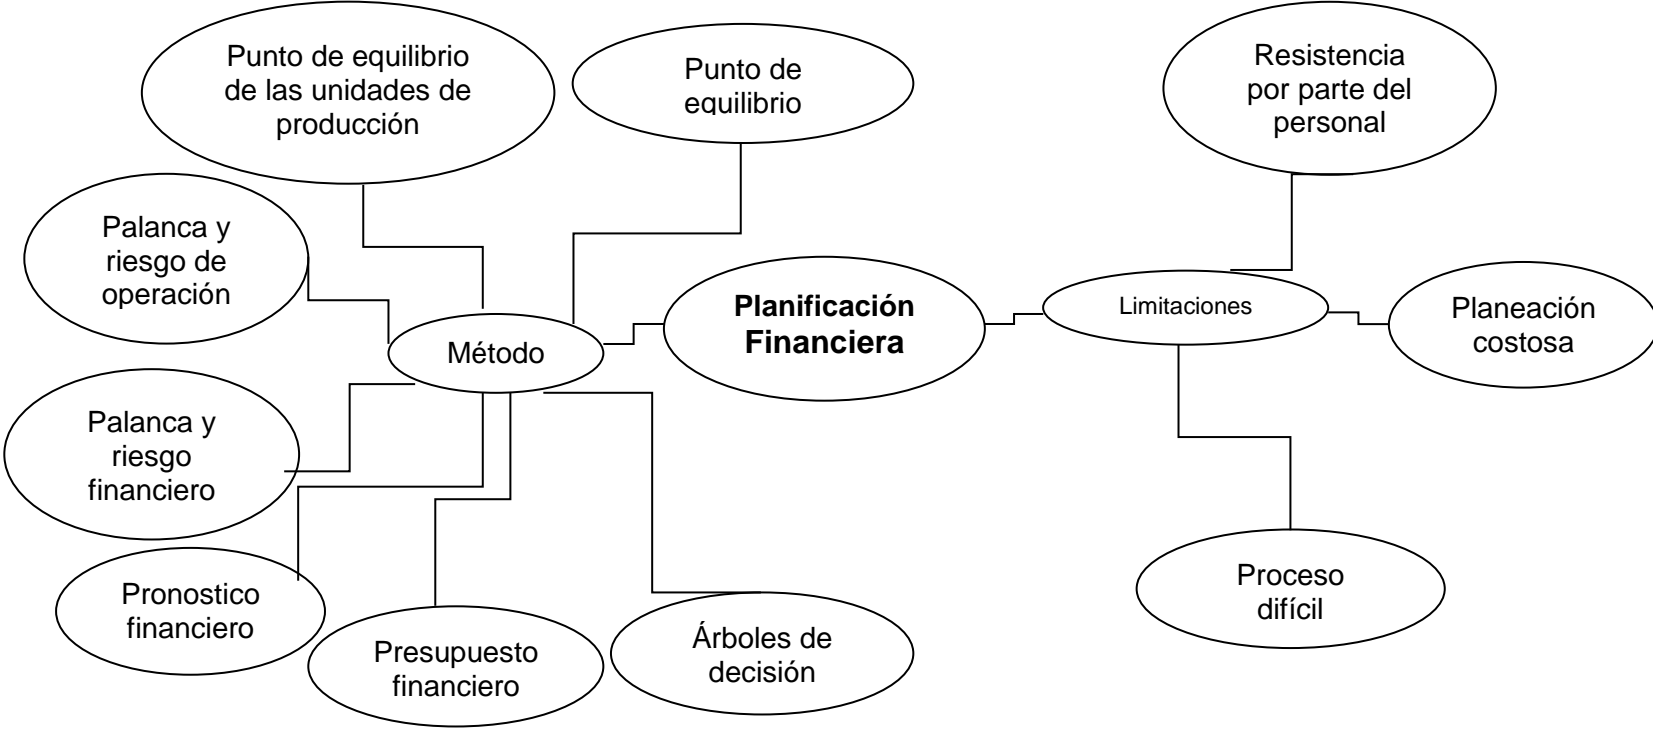 Punto de equilibrio
de las unidades de
producción
Punto de
equilibrio
Resistencia
por parte del
personal
Palanca y
riesgo de
operación
Planificación
Financiera
Limitaciones
Planeación
costosa
Método
Palanca y
riesgo
financiero
Pronostico
financiero
Presupuesto
financiero
Árboles de
decisión
Proceso
difícil